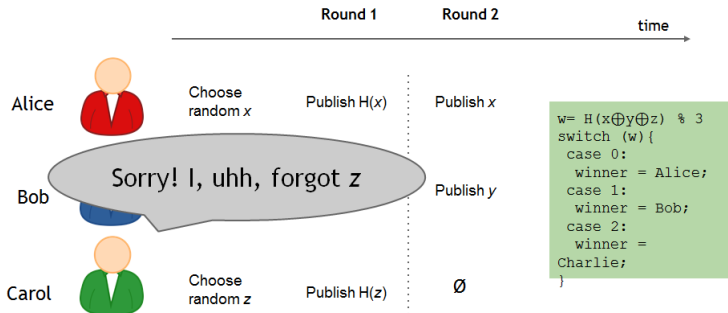 Round 1
Round 2
time
Alice
Choose
random x
Publish H(x)
Publish x
Sorry! I, uhh, forgot z
Bob
Publish y
Carol
Choose
random z
Publish H(z)
Ø
w= H(x⊕y⊕z) % 3
switch (w){
case 0:
winner = Alice;
case 1:
winner = Bob;
case 2:
winner =
Charlie;
}